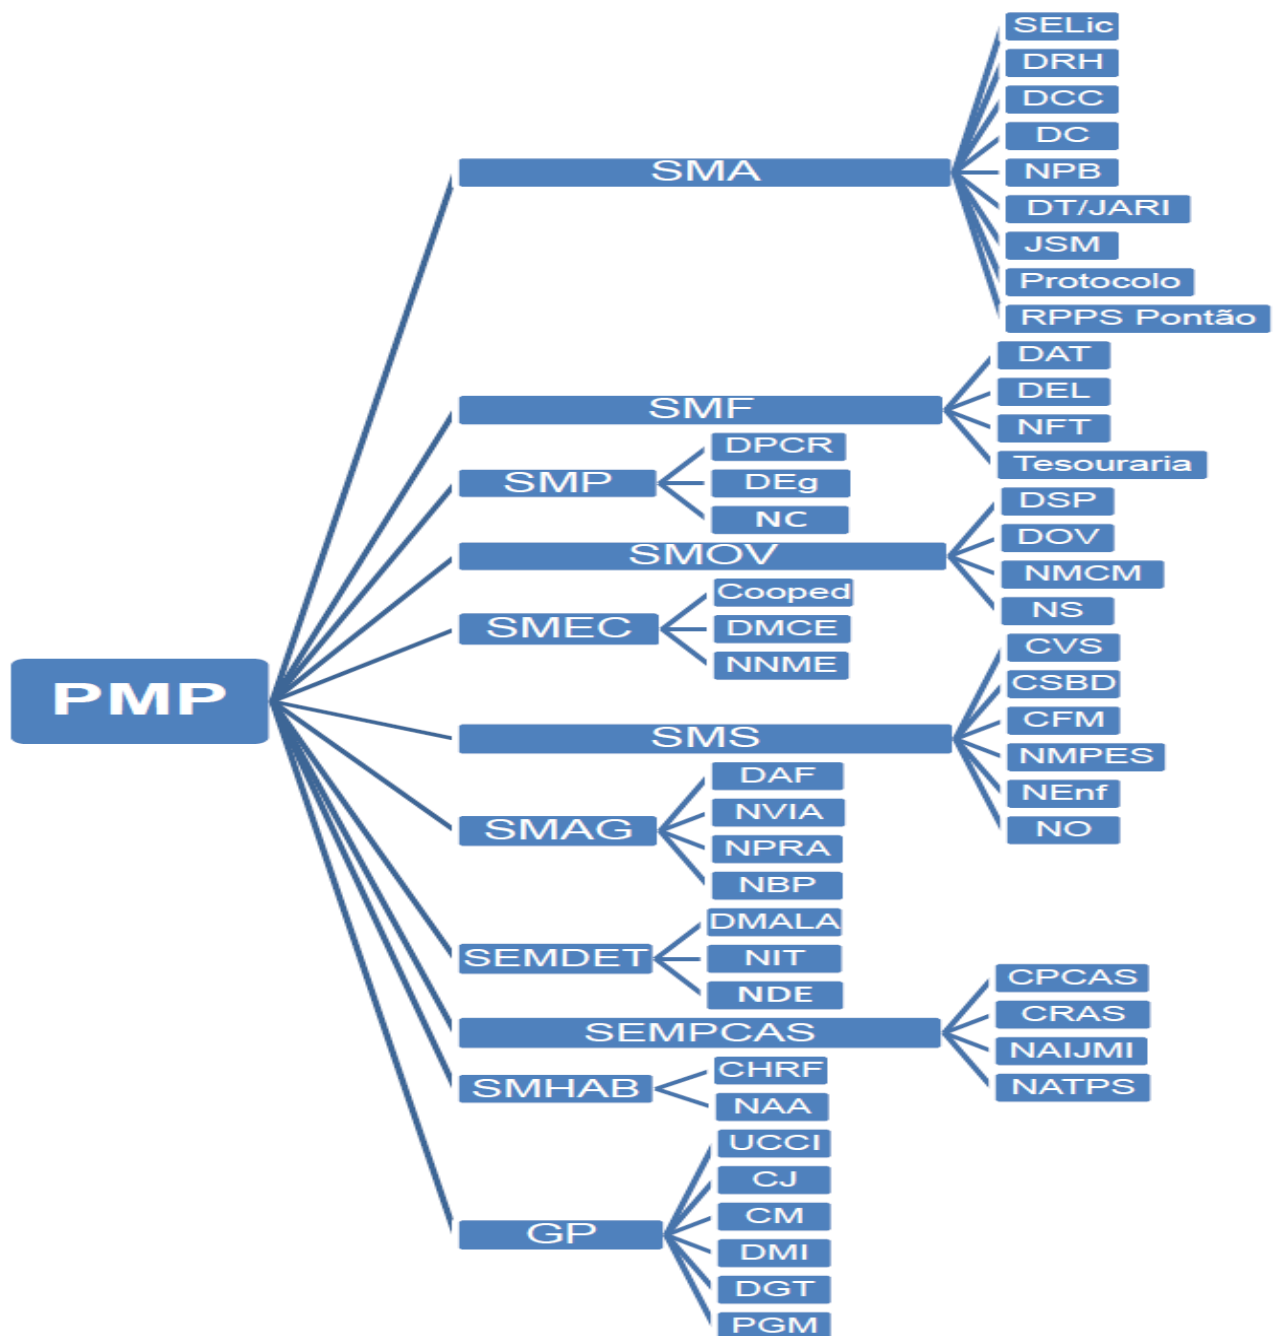 PMP
SMA
SELic
DRH
DCC
DC
NPB
DT/JARI
JSM
Protocolo
RPPS Pontão
SMF
DAT
DEL
NFT
Tesouraria
SMP
DPCR
DEg
NC
SMOV
DSP
DOV
NMCM
NS
SMEC
Cooped
DMCE
NNME
SMS
CVS
CSBD
CFM
NMPES
NEnf
NO
SMAG
DAF
NVIA
NPRA
NBP
SEMDET
DMALA
NIT
NDE
SEMPCAS
CPCAS
CRAS
NAIJMI
NATPS
SMHAB
CHRF
NAA
GP
UCCI
CJ
CM
DMI
DGT
PGM